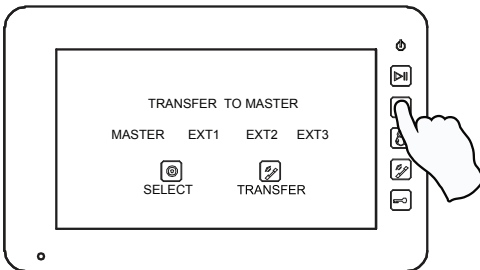 TRANSFER TO MASTER
MASTER EXT1 EXT2 EXT3
SELECT TRANSFER